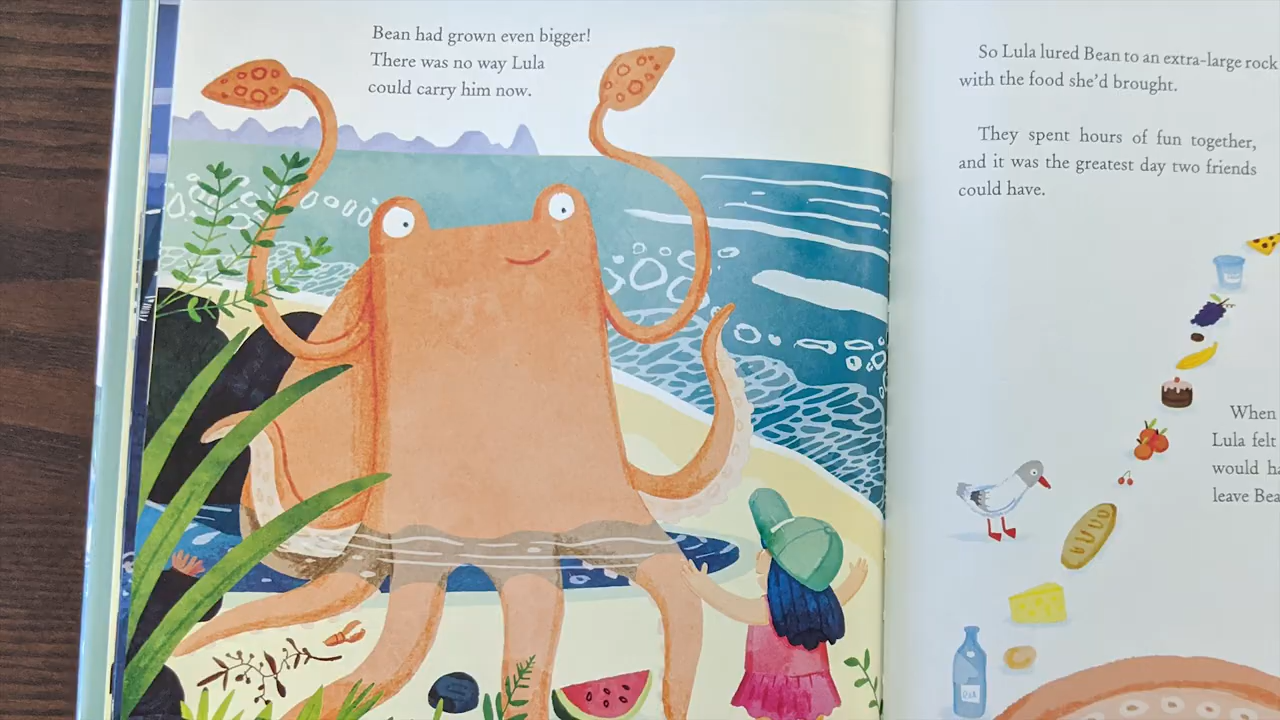 Bean had grown even bigger!
There was no way Lula
could carry him now.
So Lula lured Bean to an extra-large rock
with the food she'd brought.
They spent hours of fun together,
and it was the greatest day two friends
could have.
When
Lula felt
would
leave